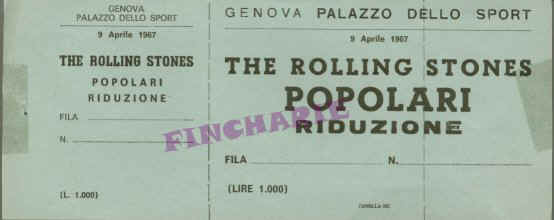 GENOVA
PALAZZO DELLO SPORT
9 Aprile 1967
THE ROLLING STONES
POPOLARI
RIDUZIONE
FILA
N.
(L. 1.000)
GENOVA PALAZZO DELLO SPORT
9 Aprile 1967
THE ROLLING STONES
POPOLARI
RIDUZIONE
FILA N.
(LIRE 1.000)
FINCHARIE